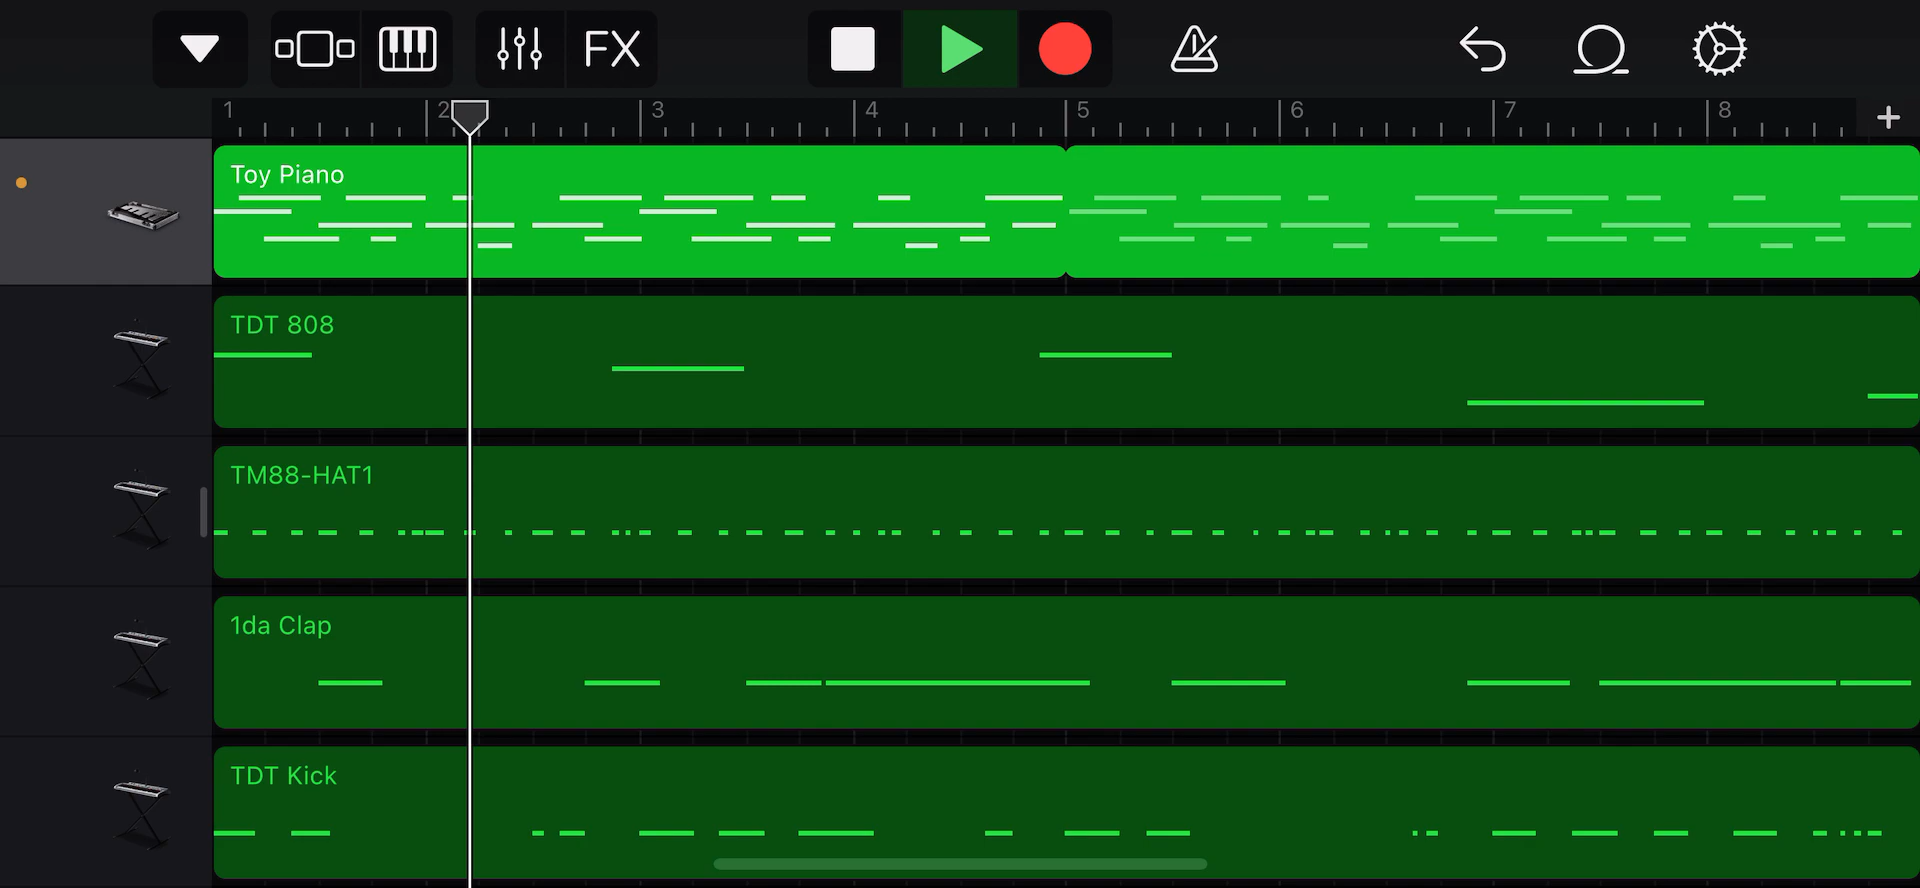 FX
1 2 3 4 5 6 7 8
Toy Piano
TDT 808
TM88-HAT1
1da Clap
TDT Kick